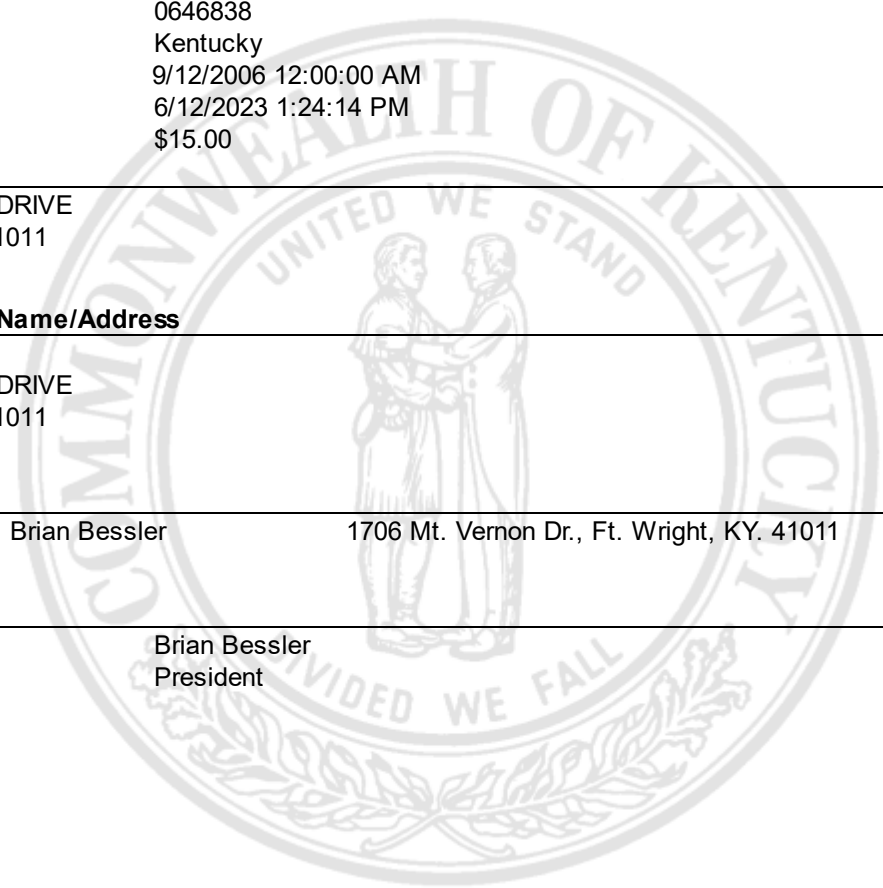 0646838
Kentucky
9/12/2006 12:00:00 AM
6/12/2023 1:24:14 PM
$15.00
DRIVE
1011
Name/Address
DRIVE
1011
Brian Bessler 1706 Mt. Vernon Dr., Ft. Wright, KY. 41011
Brian Bessler
President
COMMONWEALTH OF KENTUCKY
UNITED WE STAND
DIVIDED WE FALL